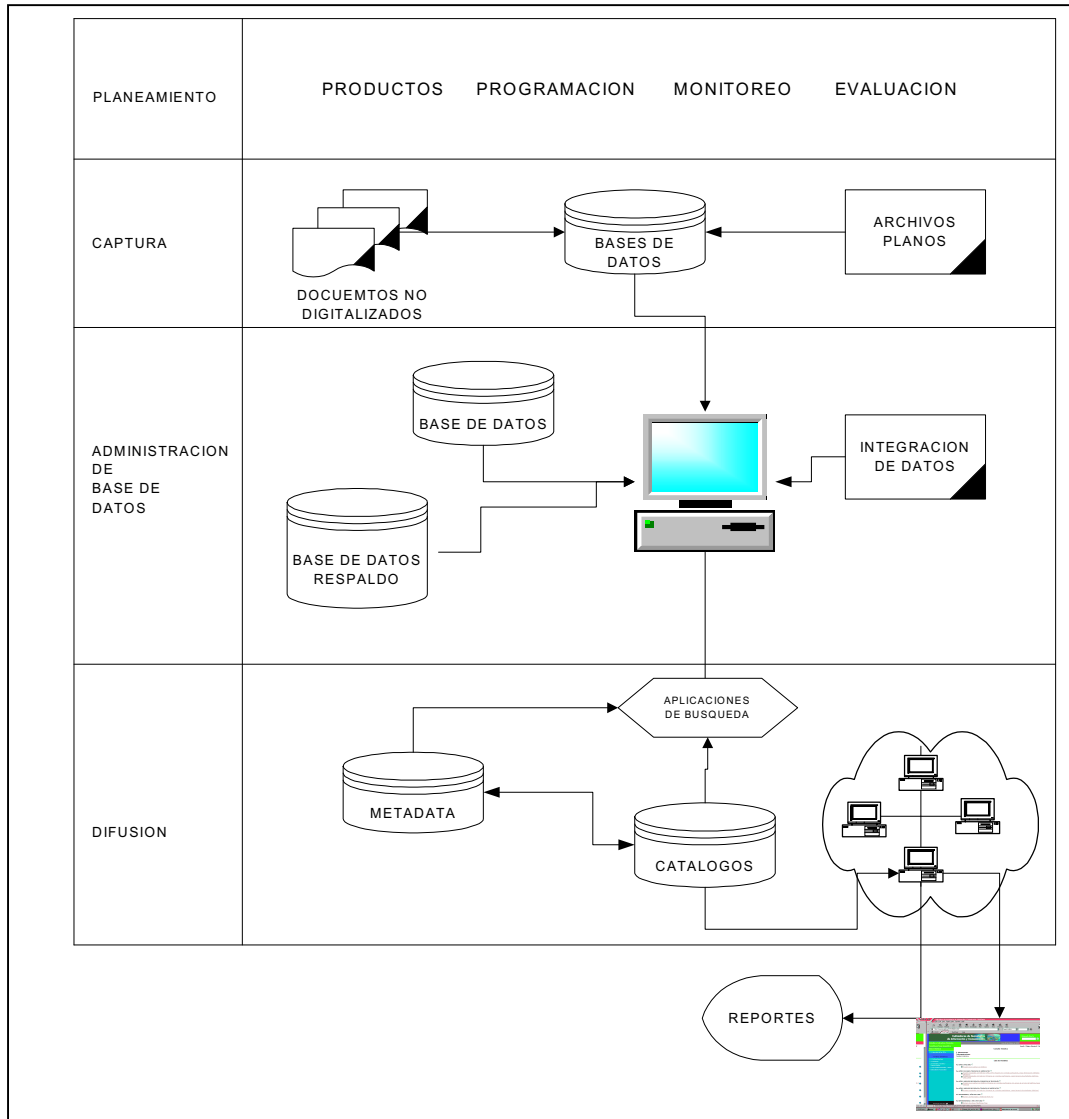 PLANEAMIENTO
PRODUCTOS PROGRAMACION MONITOREO EVALUACION
CAPTURA
DOCUEMTOS NO
DIGITALIZADOS
BASES DE
DATOS
ARCHIVOS
PLANOS
ADMINISTRACION
DE
BASE DE
DATOS
BASE DE DATOS
BASE DE DATOS
RESPALDO
INTEGRACION
DE DATOS
DIFUSION
APLICACIONES
DE BUSQUEDA
METADATA
CATALOGOS
REPORTES